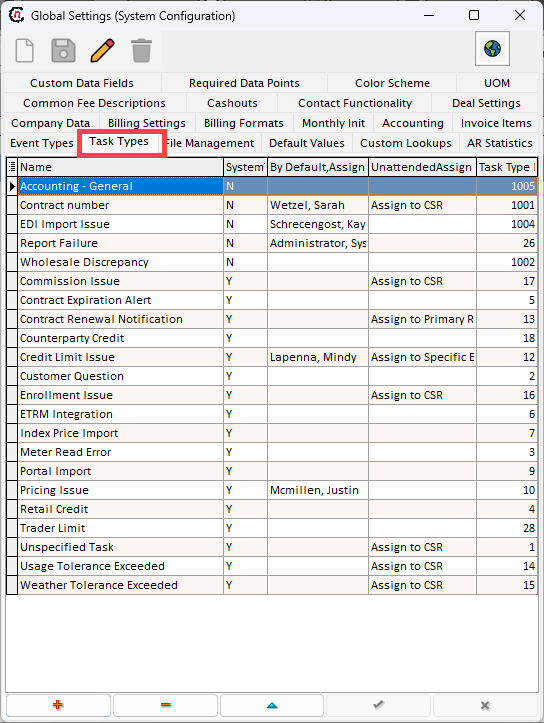 Global Settings (System Configuration)
Custom Data Fields Required Data Points Color Scheme UOM
Common Fee Descriptions Cashouts Contact Functionality Deal Settings
Company Data Billing Settings Billing Formats Monthly Init Accounting Invoice Items
Event Types Task Types File Management Default Values Custom Lookups AR Statistics
Name System By Default,Assign UnattendedAssign Task Type
Accounting - General N 1005
Contract number N Wetzel, Sarah Assign to CSR 1001
EDI Import Issue N Schrecengost, Kay 1004
Report Failure N Administrator, Sys 26
Wholesale Discrepancy N 1002
Commission Issue Y Assign to CSR 17
Contract Expiration Alert Y 5
Contract Renewal Notification Y Assign to Primary R 13
Counterparty Credit Y 18
Credit Limit Issue Y Lapenna, Mindy Assign to Specific E 12
Customer Question Y 2
Enrollment Issue Y Assign to CSR 16
ETRM Integration Y 6
Index Price Import Y 7
Meter Read Error Y 3
Portal Import Y 9
Pricing Issue Y Mcmillen, Justin 10
Retail Credit Y 4
Trader Limit Y 28
Unspecified Task Y Assign to CSR 1
Usage Tolerance Exceeded Y Assign to CSR 14
Weather Tolerance Exceeded Y Assign to CSR 15